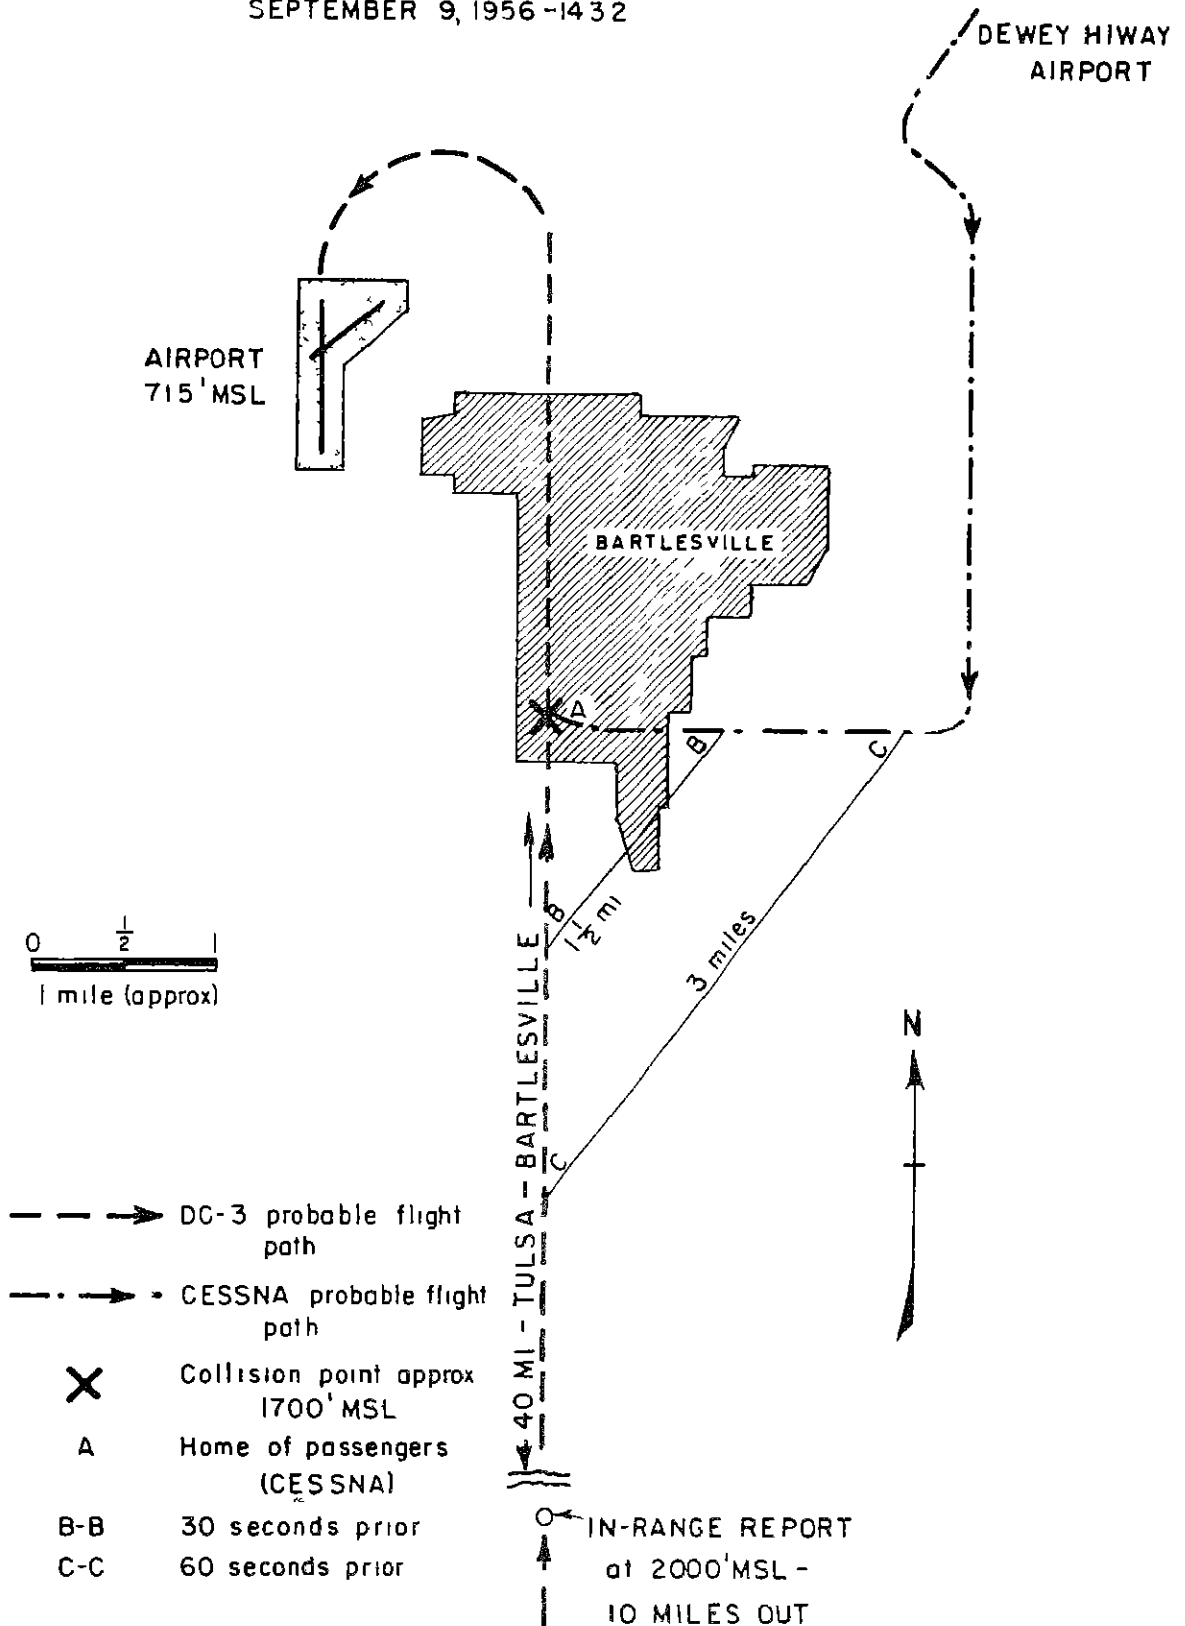 SEPTEMBER 9, 1956-1432
DEWEY HIWAY
AIRPORT
AIRPORT
715' MSL
BARTLESVILLE
A
B
C
B
1 1/2 mi
3 miles
C
0 1/2 1
1 mile (approx)
N
40 MI - TULSA - BARTLESVILLE
DC-3 probable flight
path
CESSNA probable flight
path
Collision point approx
1700' MSL
A Home of passengers
(CESSNA)
B-B 30 seconds prior
C-C 60 seconds prior
IN-RANGE REPORT
at 2000' MSL -
10 MILES OUT